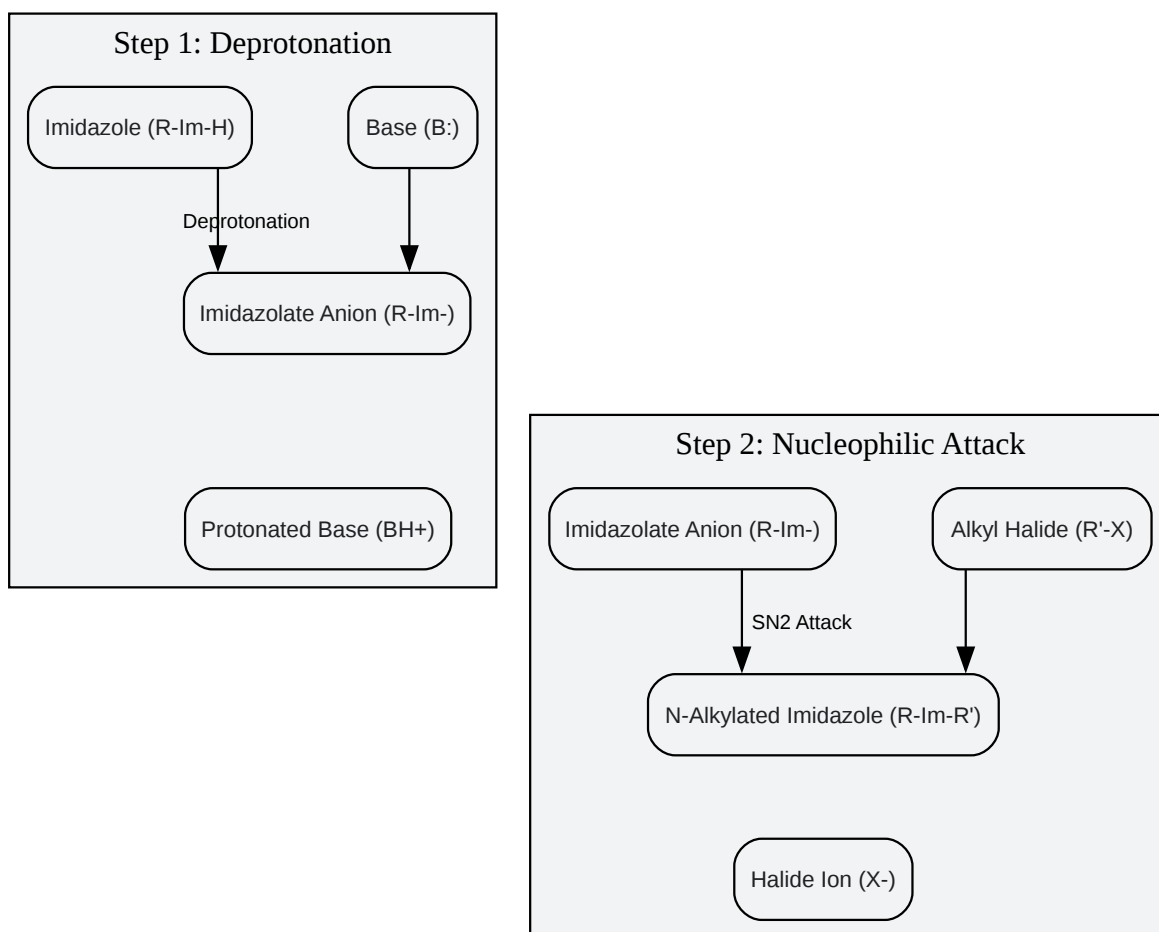 Step 1: Deprotonation
Imidazole (R-Im-H)
Base (B:)
Deprotonation
Imidazolate Anion (R-Im-)
Protonated Base (BH+)
Step 2: Nucleophilic Attack
Imidazolate Anion (R-Im-)
Alkyl Halide (R'-X)
SN2 Attack
N-Alkylated Imidazole (R-Im-R')
Halide Ion (X-)